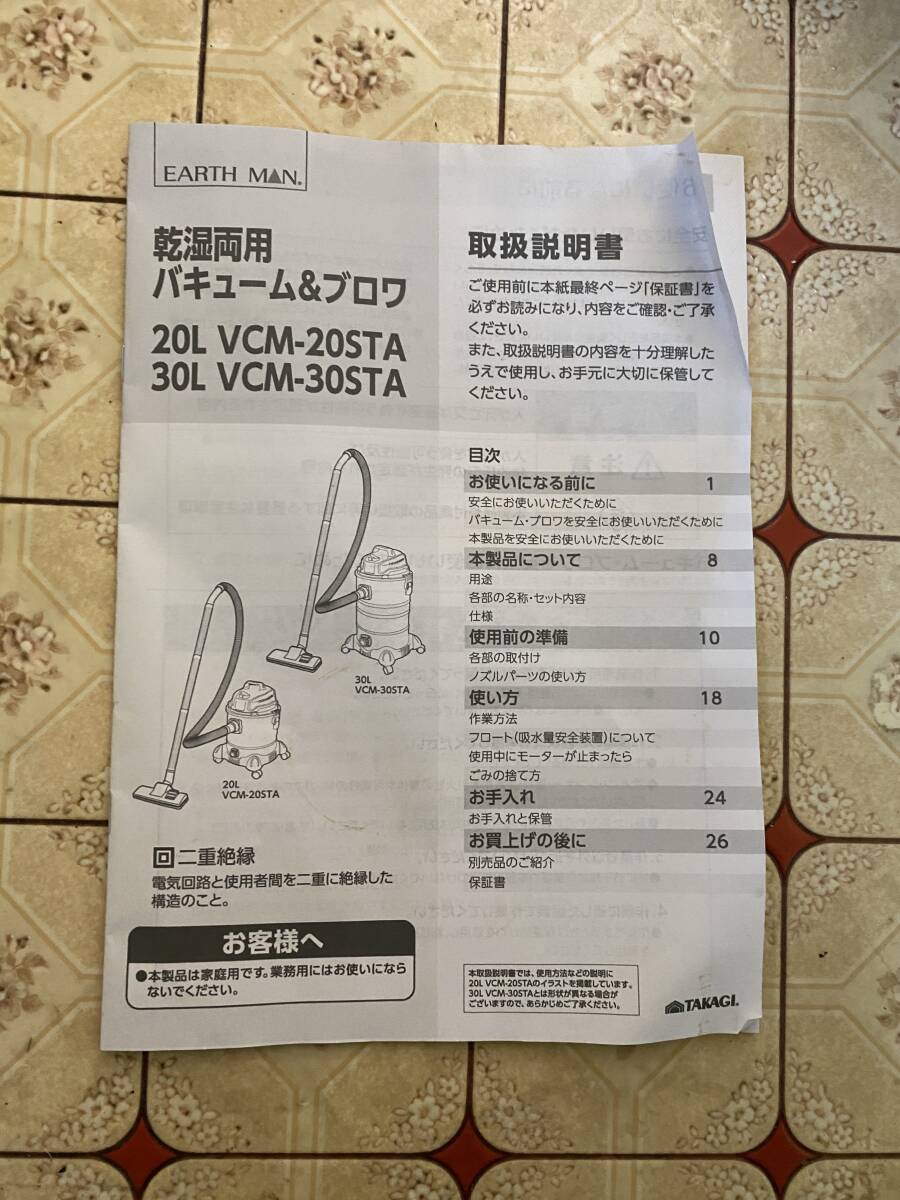 EARTH MAN.
乾湿両用
バキューム&ブロワ
20L VCM-20STA
30L VCM-30STA
30L
VCM-30STA
20L
VCM-20STA
回二重絶縁
電気回路と使用者間を二重に絶縁した
構造のこと。
お客様へ
●本製品は家庭用です。業務用にはお使いになら
ないでください。
取扱説明書
ご使用前に本紙最終ページ「保証書」を
必ずお読みになり、内容をご確認・ご了承
ください。
また、取扱説明書の内容を十分理解した
うえで使用し、お手元に大切に保管して
ください。
目次
お使いになる前に 1
安全にお使いいただくために
バキューム・ブロワを安全にお使いいただくために
本製品を安全にお使いいただくために
本製品について 8
用途
各部の名称・セット内容
仕様
使用前の準備 10
各部の取付け
ノズルパーツの使い方
使い方 18
作業方法
フロート(吸水量安全装置)について
使用中にモーターが止まったら
ごみの捨て方
お手入れ 24
お手入れと保管
お買上げの後に 26
別売品のご紹介
保証書
本取扱説明書では、使用方法などの説明に
20L VCM-20STAのイラストを掲載しています。
30L VCM-30STAとは形状が異なる場合が
ございますので、あらかじめご了承ください。
TAKAGI.